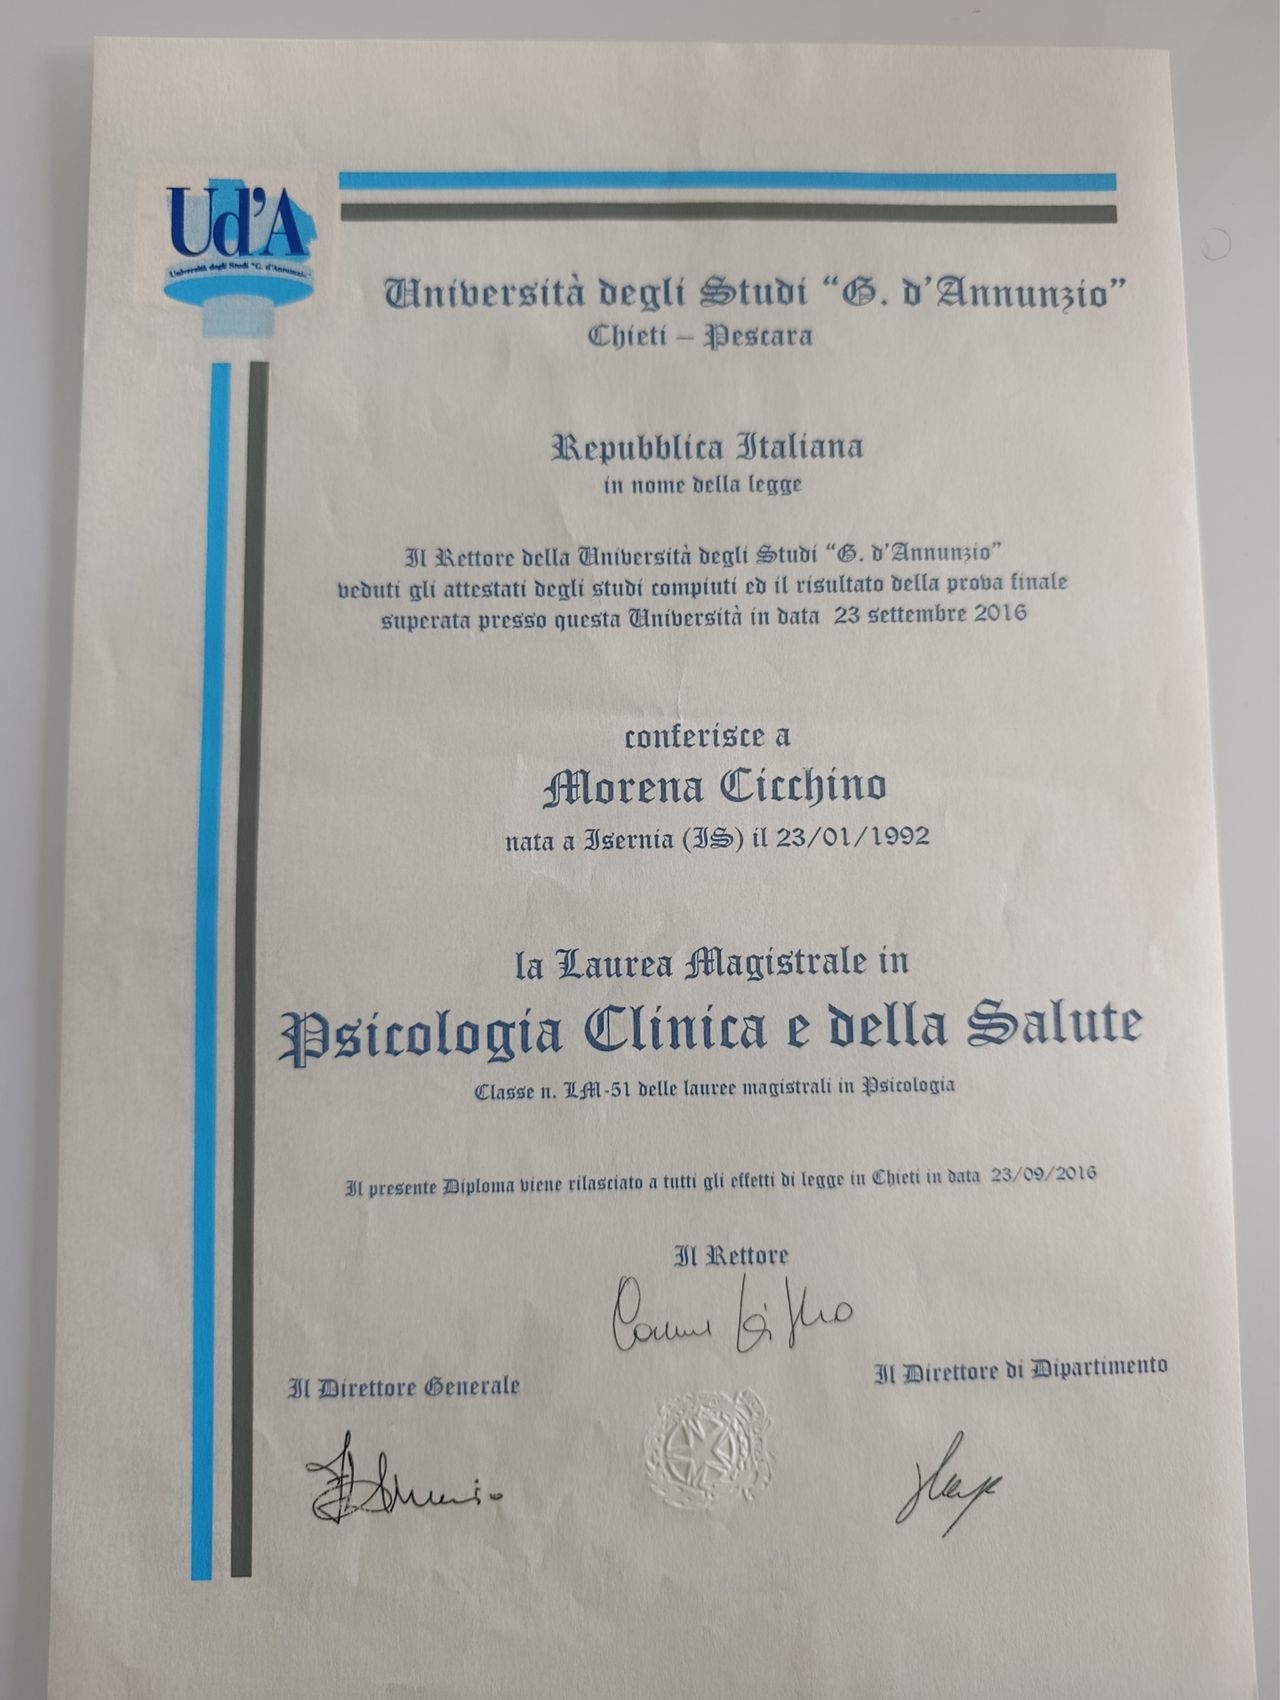 Ud'A
Università degli Studi "G. d'Annunzio"
Università degli Studi "G. d'Annunzio"
Chieti – Pescara
Repubblica Italiana
in nome della legge
Il Rettore della Università degli Studi "G. d'Annunzio"
veduti gli attestati degli studi compiuti ed il risultato della prova finale
superata presso questa Università in data 23 settembre 2016
conferisce a
Morena Cicchino
nata a Isernia (IS) il 23/01/1992
la Laurea Magistrale in
Psicologia Clinica e della Salute
Classe n. LM-51 delle lauree magistrali in Psicologia
Il presente Diploma viene rilasciato a tutti gli effetti di legge in Chieti in data 23/09/2016
Il Rettore
Il Direttore Generale
Il Direttore di Dipartimento